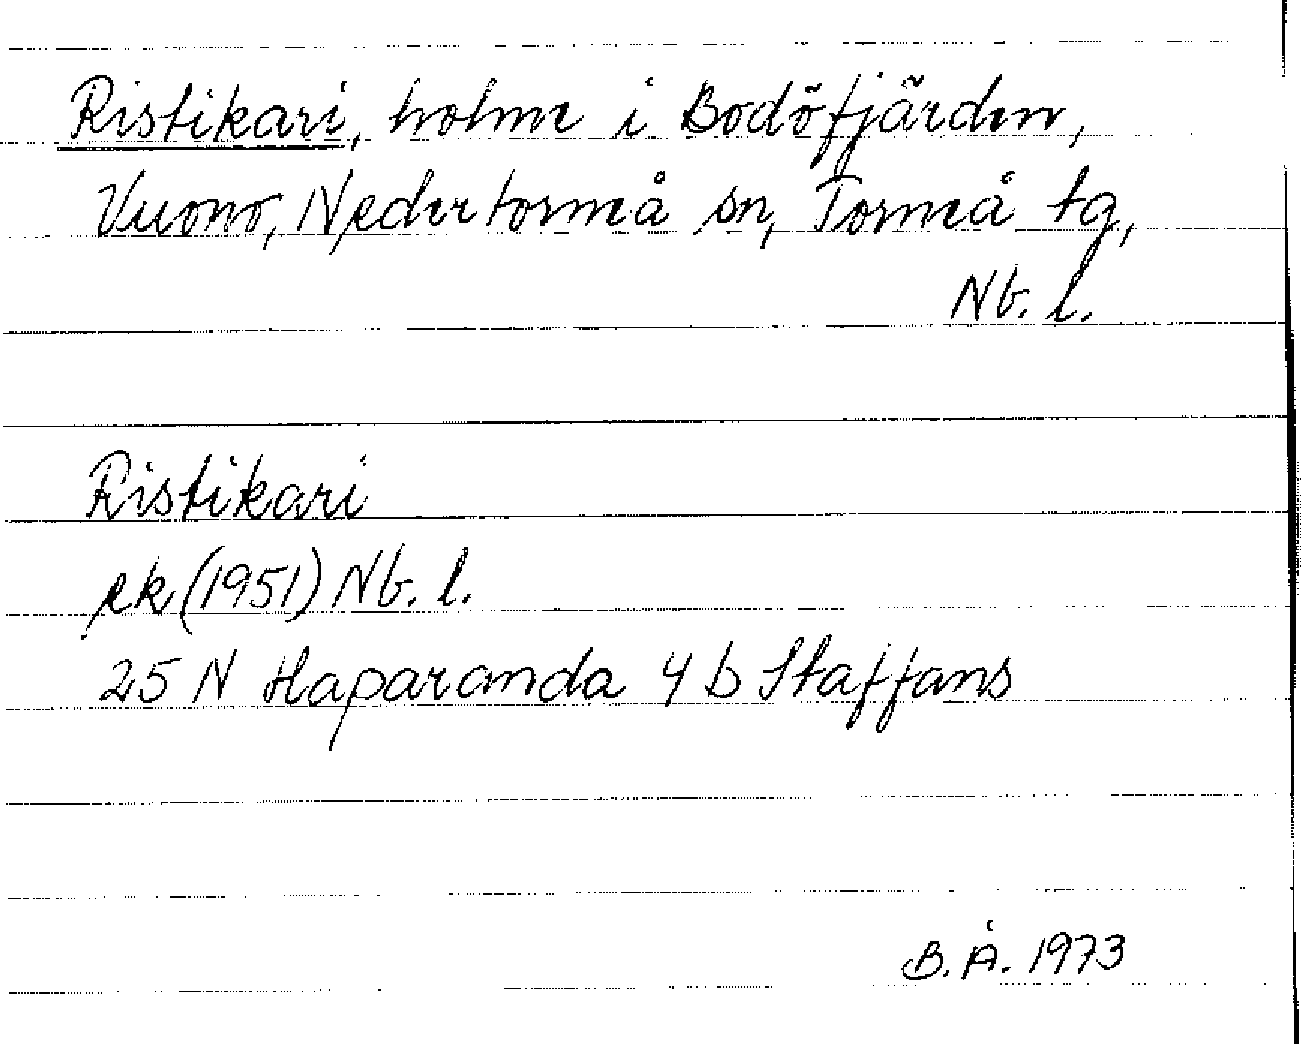 Ristikari, holme i Bodöfjärden,
Vuono, Nedertorneå sn, Torneå tg,
Nb. l.
Ristikari
ek (1951) Nb. l.
25 N Haparanda 4 b Staffans
B.Å. 1973